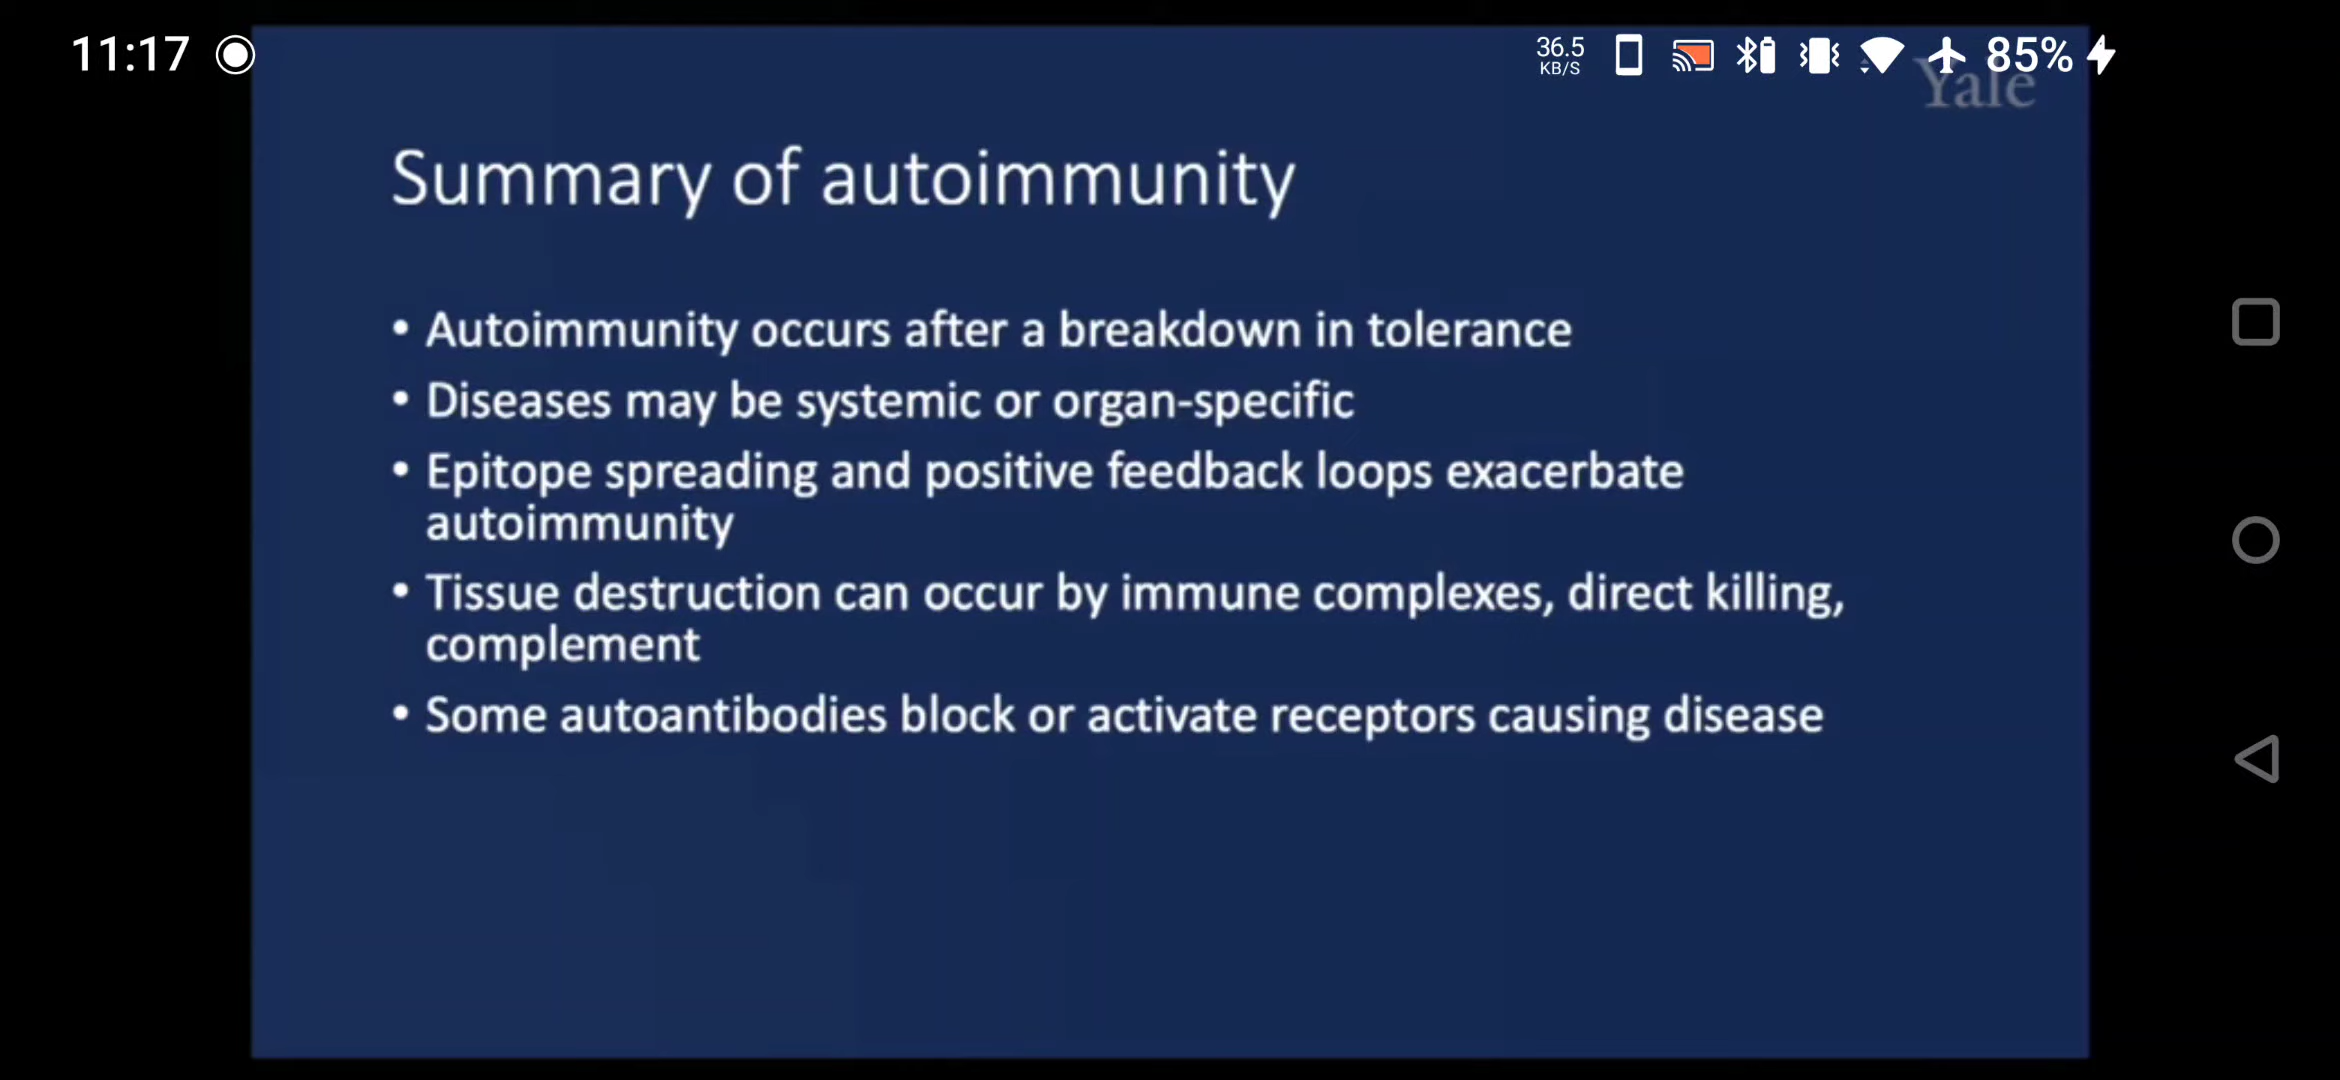 11:17
36.5
KB/S
85%
Yale
Summary of autoimmunity
• Autoimmunity occurs after a breakdown in tolerance
• Diseases may be systemic or organ-specific
• Epitope spreading and positive feedback loops exacerbate
autoimmunity
• Tissue destruction can occur by immune complexes, direct killing,
complement
• Some autoantibodies block or activate receptors causing disease